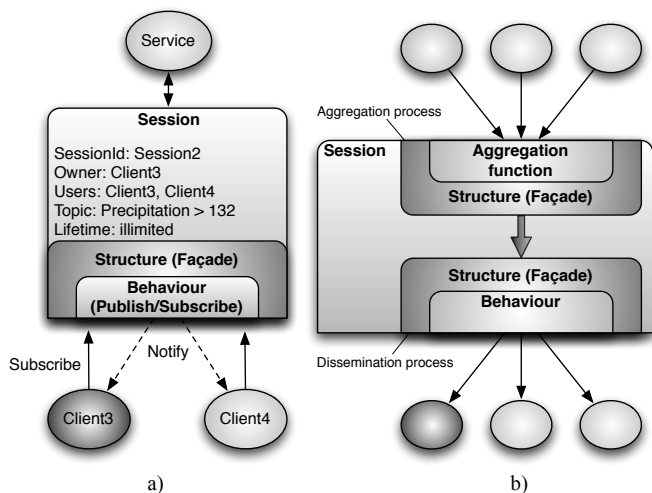 Service
Session
SessionId: Session2
Owner: Client3
Users: Client3, Client4
Topic: Precipitation > 132
Lifetime: illimited
Structure (Façade)
Behaviour
(Publish/Subscribe)
Subscribe
Notify
Client3
Client4
a)
Aggregation process
Session
Aggregation
function
Structure (Façade)
Structure (Façade)
Behaviour
Dissemination process
b)